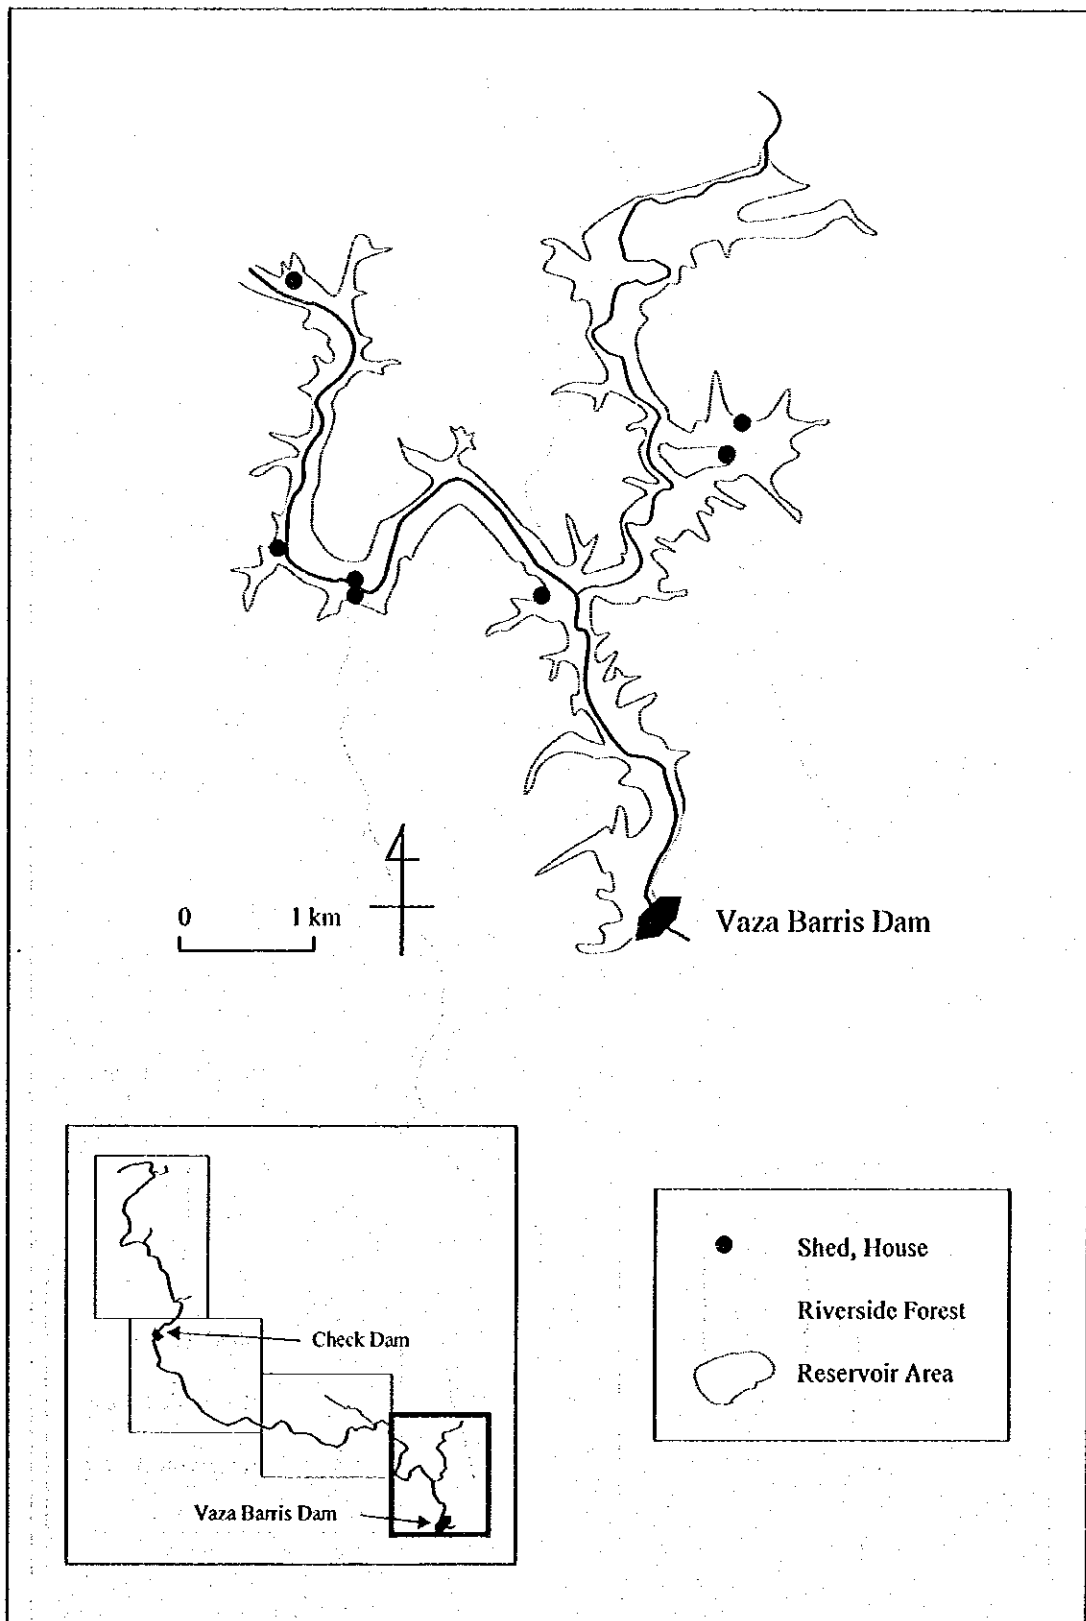 0 1 km
Vaza Barris Dam
Shed, House
Riverside Forest
Reservoir Area
Check Dam
Vaza Barris Dam